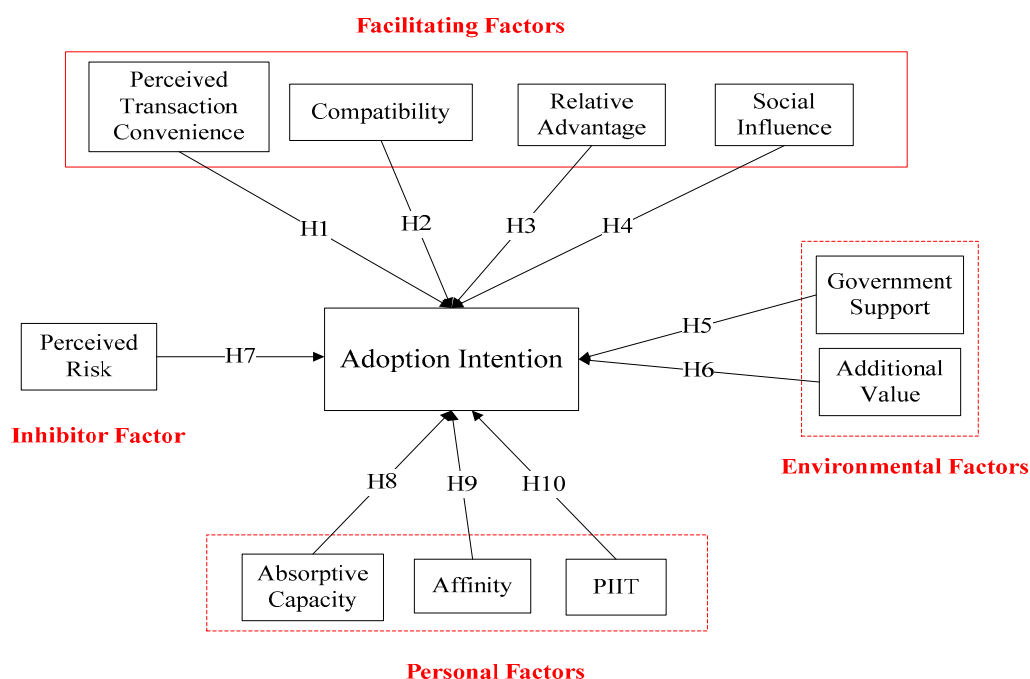 Facilitating Factors
Perceived
Transaction
Convenience
Compatibility
Relative
Advantage
Social
Influence
H1
H2
H3
H4
Government
Support
H5
Perceived
Risk
H7
Adoption Intention
H6
Additional
Value
Inhibitor Factor
Environmental Factors
H8
H9
H10
Absorptive
Capacity
Affinity
PIIT
Personal Factors